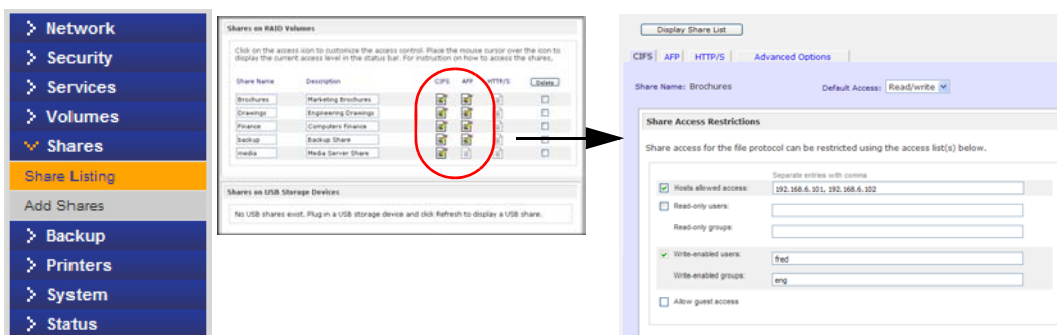 Network
Security
Services
Volumes
Shares
Share Listing
Add Shares
Backup
Printers
System
Status
Shares on RAID Volumes
Click on the access icon to customize the access control. Place the mouse cursor over the icon to
display the current access level in the status bar. For instruction on how to access the shares,
Share Name Description CIFS AFP HTTP/S Delete
Brochures Marketing Brochures
Drawings Engineering Drawings
Finance Computers Finance
backup Backup Share
media Media Server Share
Shares on USB Storage Devices
No USB shares exist. Plug in a USB storage device and click Refresh to display a USB share.
Display Share List
CIFS AFP HTTP/S Advanced Options
Share Name: Brochures Default Access: Read/write
Share Access Restrictions
Share access for the file protocol can be restricted using the access list(s) below.
Separate entries with comma
Hosts allowed access: 192.168.6.101, 192.168.6.102
Read-only users:
Read-only groups:
Write-enabled users: fred
Write-enabled groups: eng
Allow guest access